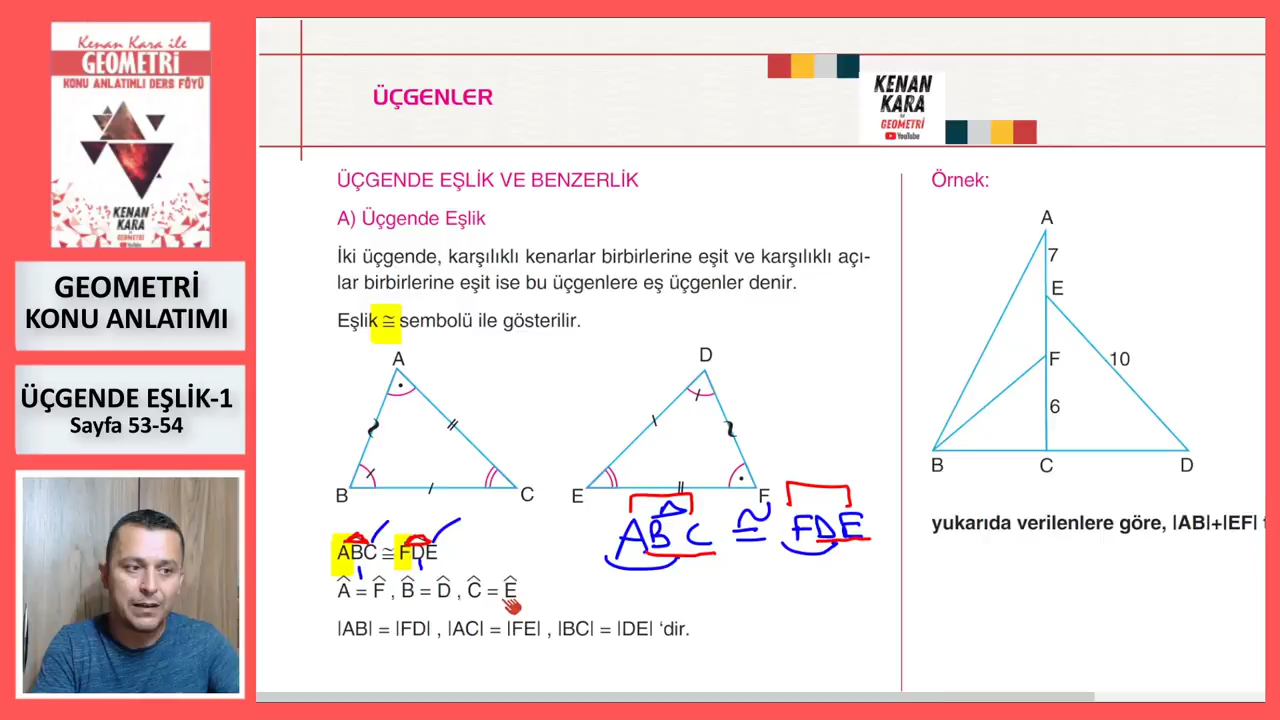 Kenan Kara ile
GEOMETRİ
KONU ANLATIMLI DERS FÖYÜ
KENAN
KARA
GEOMETRİ
KONU ANLATIMI
ÜÇGENDE EŞLİK-1
Sayfa 53-54
ÜÇGENLER
KENAN
KARA
ile
GEOMETRİ
YouTube
ÜÇGENDE EŞLİK VE BENZERLİK
A) Üçgende Eşlik
İki üçgende, karşılıklı kenarlar birbirlerine eşit ve karşılıklı açı-
lar birbirlerine eşit ise bu üçgenlere eş üçgenler denir.
Eşlik ≅ sembolü ile gösterilir.
A
B
C
D
E
F
ABC ≅ FDE
ABC ≅ FDE
Â = F̂ , B̂ = D̂ , Ĉ = Ê
|AB| = |FD| , |AC| = |FE| , |BC| = |DE| ‘dir.
Örnek:
A
7
E
F
10
6
B
C
D
yukarıda verilenlere göre, |AB|+|EF|